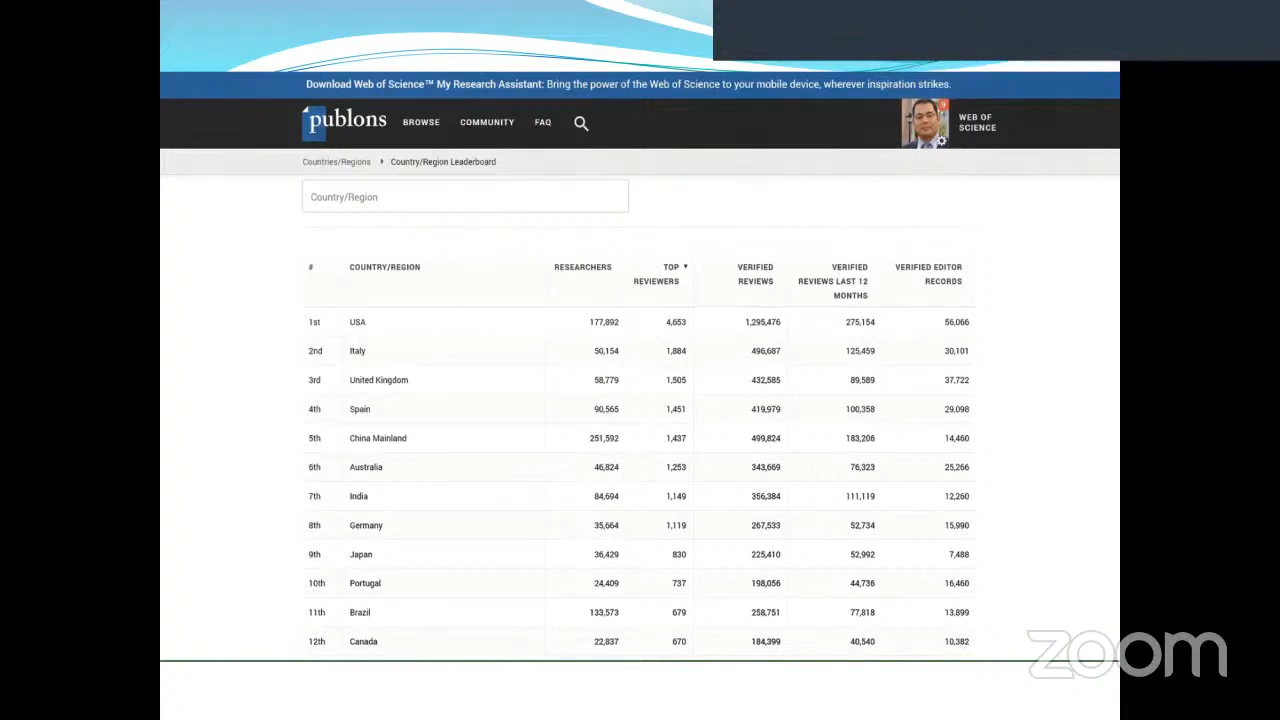 Download Web of Science™ My Research Assistant: Bring the power of the Web of Science to your mobile device, wherever inspiration strikes.
publons BROWSE COMMUNITY FAQ 9 WEB OF SCIENCE
Countries/Regions Country/Region Leaderboard
Country/Region
# COUNTRY/REGION RESEARCHERS TOP REVIEWERS VERIFIED REVIEWS VERIFIED REVIEWS LAST 12 MONTHS VERIFIED EDITOR RECORDS
1st USA 177,892 4,653 1,295,476 275,154 56,066
2nd Italy 50,154 1,884 496,687 125,459 30,101
3rd United Kingdom 58,779 1,505 432,585 89,589 37,722
4th Spain 90,565 1,451 419,979 100,358 29,098
5th China Mainland 251,592 1,437 499,824 183,206 14,460
6th Australia 46,824 1,253 343,669 76,323 25,266
7th India 84,694 1,149 356,384 111,119 12,260
8th Germany 35,664 1,119 267,533 52,734 15,990
9th Japan 36,429 830 225,410 52,992 7,488
10th Portugal 24,409 737 198,056 44,736 16,460
11th Brazil 133,573 679 258,751 77,818 13,899
12th Canada 22,837 670 184,399 40,540 10,382
zoom